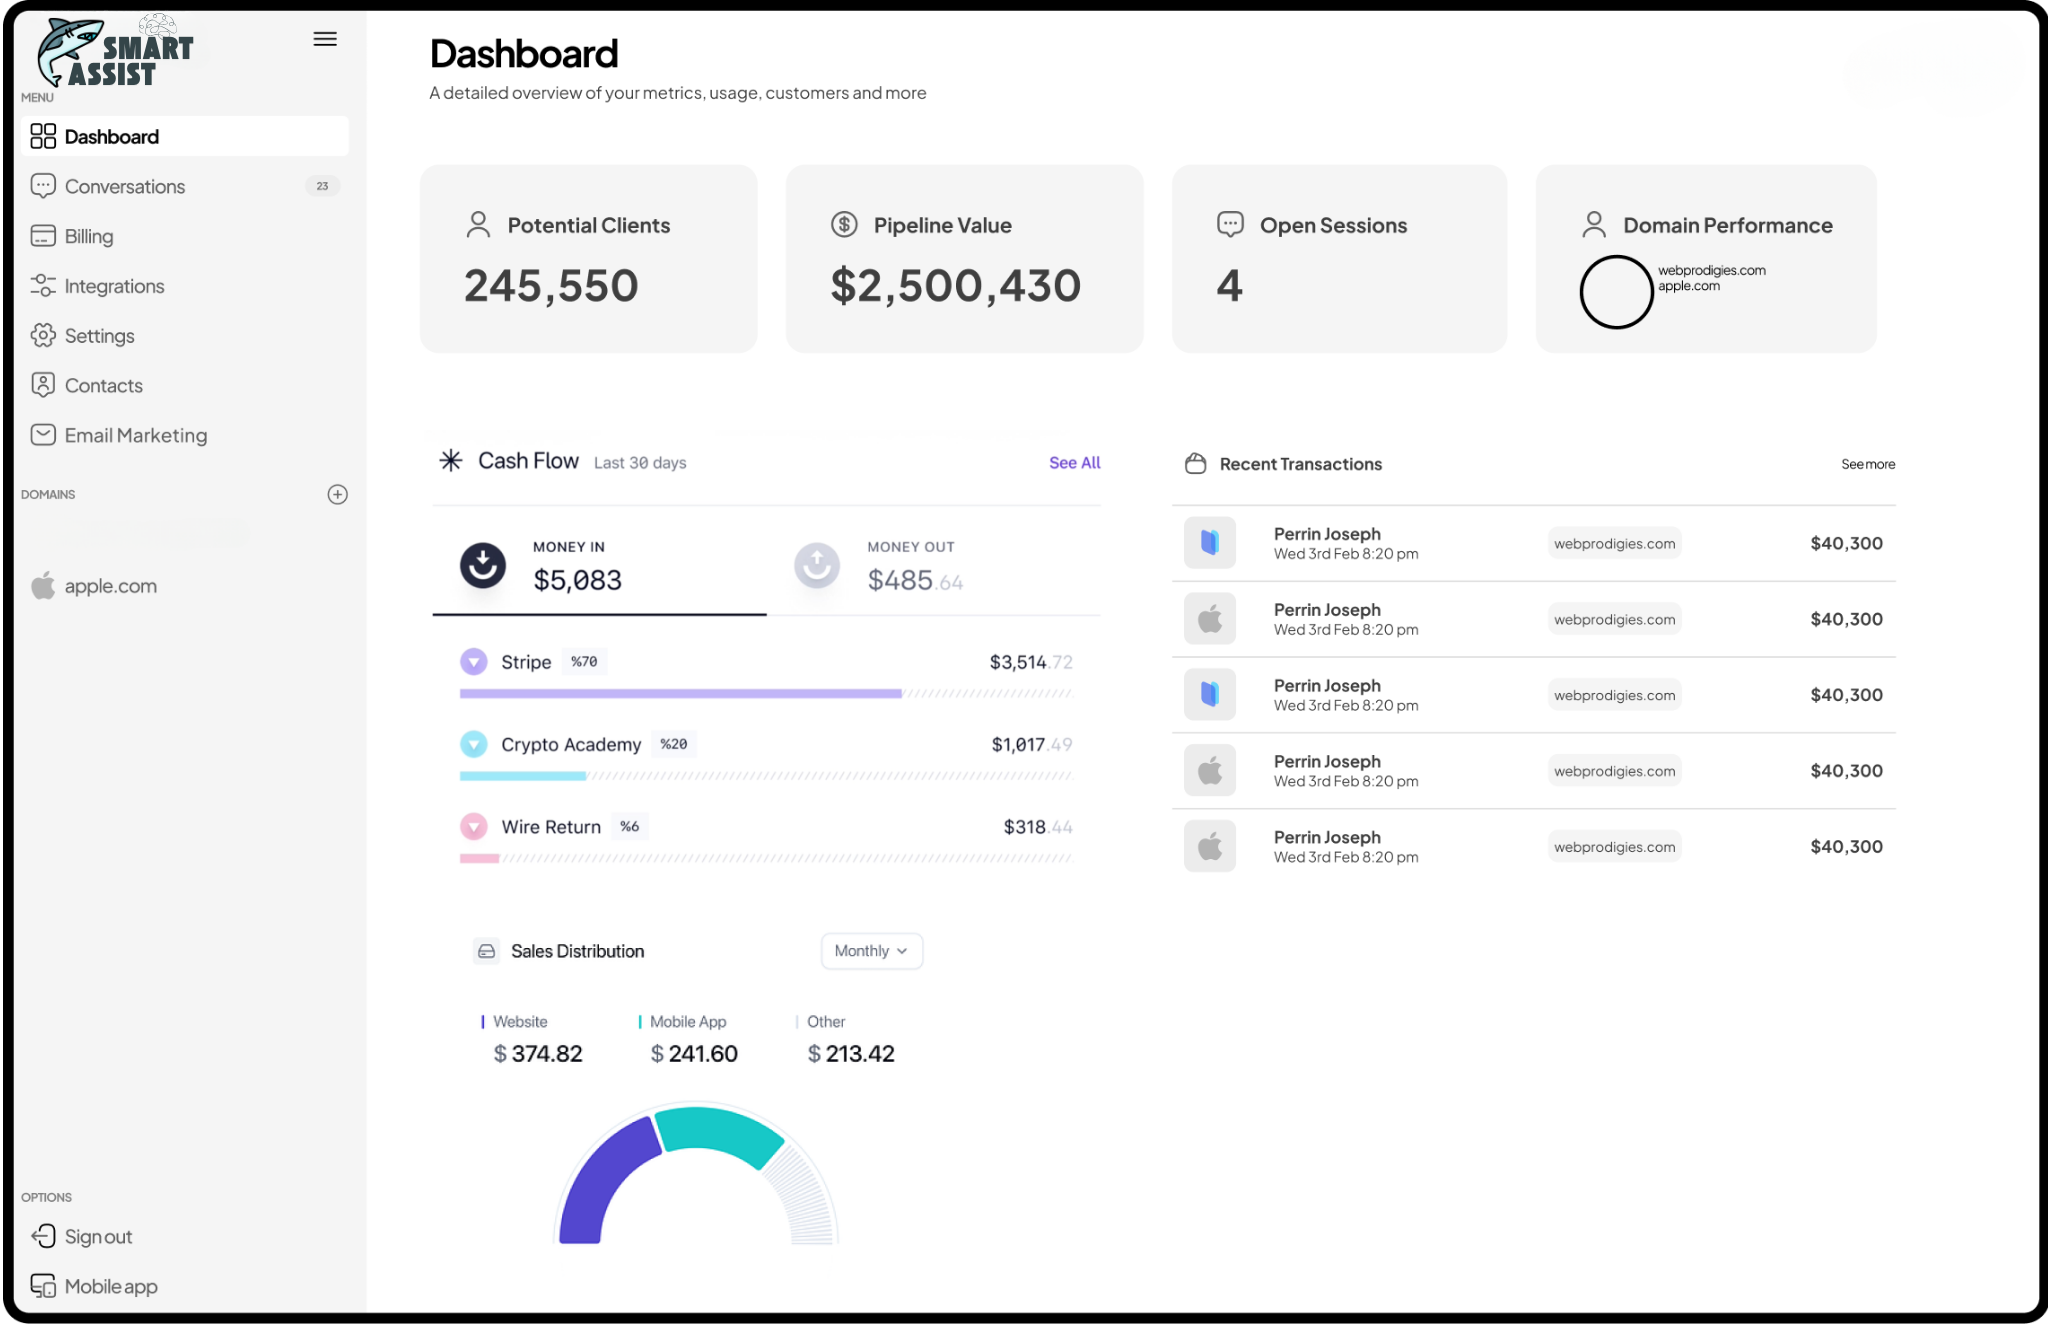 SMART
ASSIST
MENU
Dashboard
Conversations 23
Billing
Integrations
Settings
Contacts
Email Marketing
DOMAINS
apple.com
OPTIONS
Sign out
Mobile app
Dashboard
A detailed overview of your metrics, usage, customers and more
Potential Clients
245,550
Pipeline Value
$2,500,430
Open Sessions
4
Domain Performance
webprodigies.com
apple.com
Cash Flow Last 30 days See All
MONEY IN
$5,083
MONEY OUT
$485.64
Stripe %70 $3,514.72
Crypto Academy %20 $1,017.49
Wire Return %6 $318.44
Recent Transactions See more
Perrin Joseph
Wed 3rd Feb 8:20 pm
webprodigies.com
$40,300
Perrin Joseph
Wed 3rd Feb 8:20 pm
webprodigies.com
$40,300
Perrin Joseph
Wed 3rd Feb 8:20 pm
webprodigies.com
$40,300
Perrin Joseph
Wed 3rd Feb 8:20 pm
webprodigies.com
$40,300
Perrin Joseph
Wed 3rd Feb 8:20 pm
webprodigies.com
$40,300
Sales Distribution Monthly
Website
$ 374.82
Mobile App
$ 241.60
Other
$ 213.42